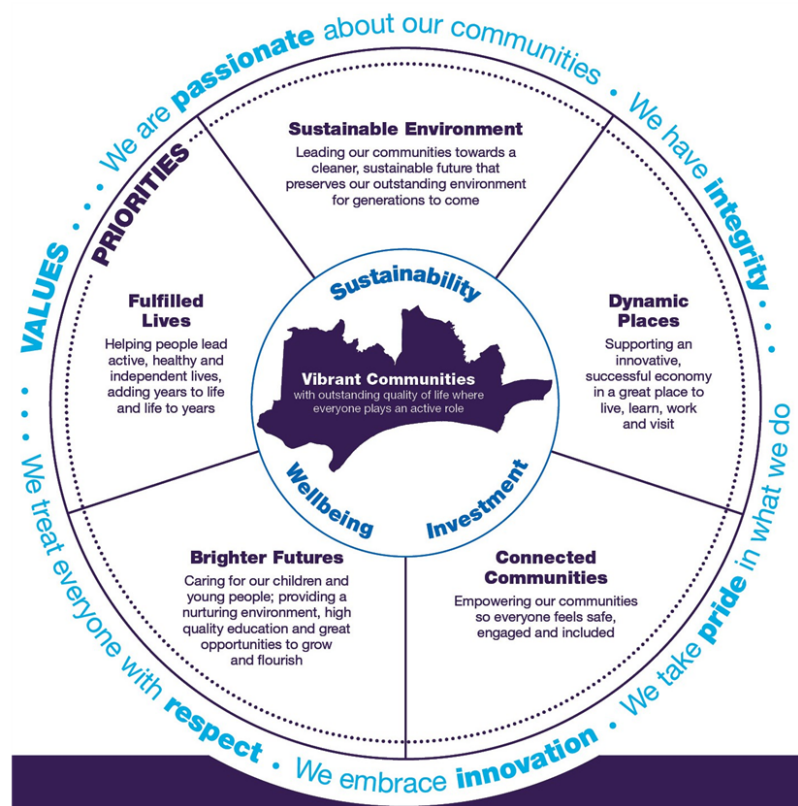 VALUES . . . . We are passionate about our communities . We have integrity . . . .
We take pride in what we do
. We embrace innovation .
We treat everyone with respect . . . .
PRIORITIES
Sustainable Environment
Leading our communities towards a
cleaner, sustainable future that
preserves our outstanding environment
for generations to come
Fulfilled
Lives
Helping people lead
active, healthy and
independent lives,
adding years to life
and life to years
Dynamic
Places
Supporting an
innovative,
successful economy
in a great place to
live, learn, work
and visit
Sustainability
Vibrant Communities
with outstanding quality of life where
everyone plays an active role
Wellbeing
Investment
Brighter Futures
Caring for our children and
young people; providing a
nurturing environment, high
quality education and great
opportunities to grow
and flourish
Connected
Communities
Empowering our communities
so everyone feels safe,
engaged and included